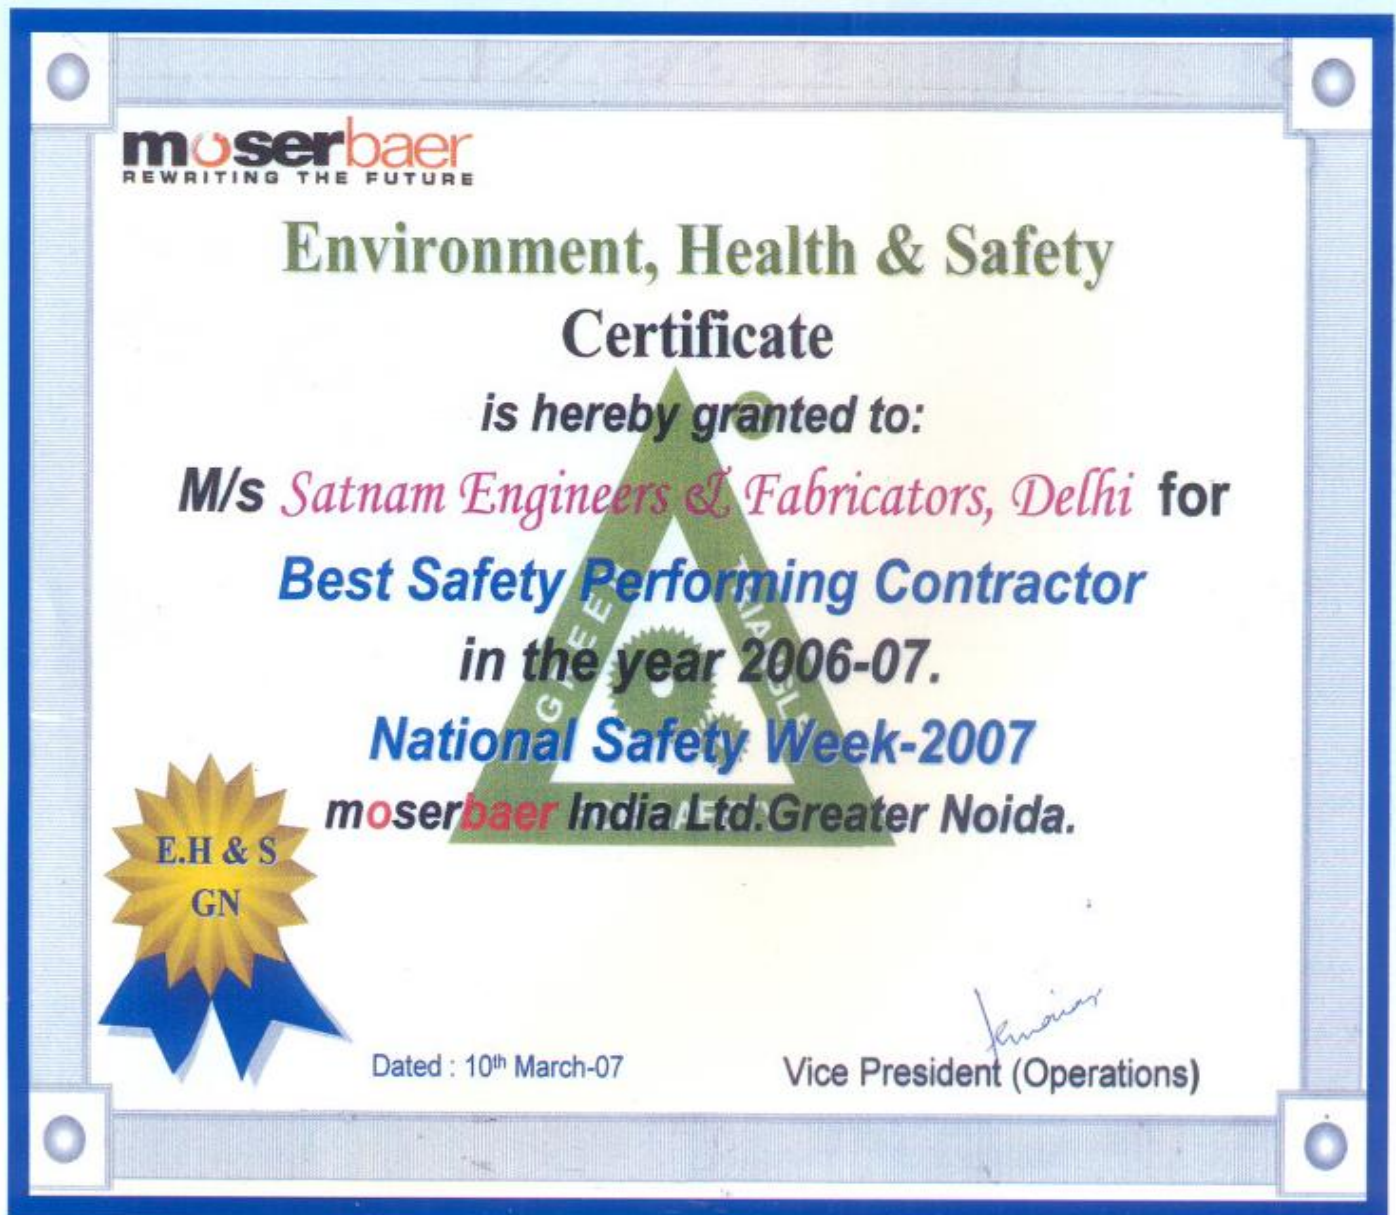 moserbaer
REWRITING THE FUTURE
Environment, Health & Safety
Certificate
is hereby granted to:
M/s Satnam Engineers & Fabricators, Delhi for
Best Safety Performing Contractor
in the year 2006-07.
National Safety Week-2007
moserbaer India Ltd.Greater Noida.
E.H & S
GN
Dated : 10th March-07
Vice President (Operations)
GREEN
TRIANGLE